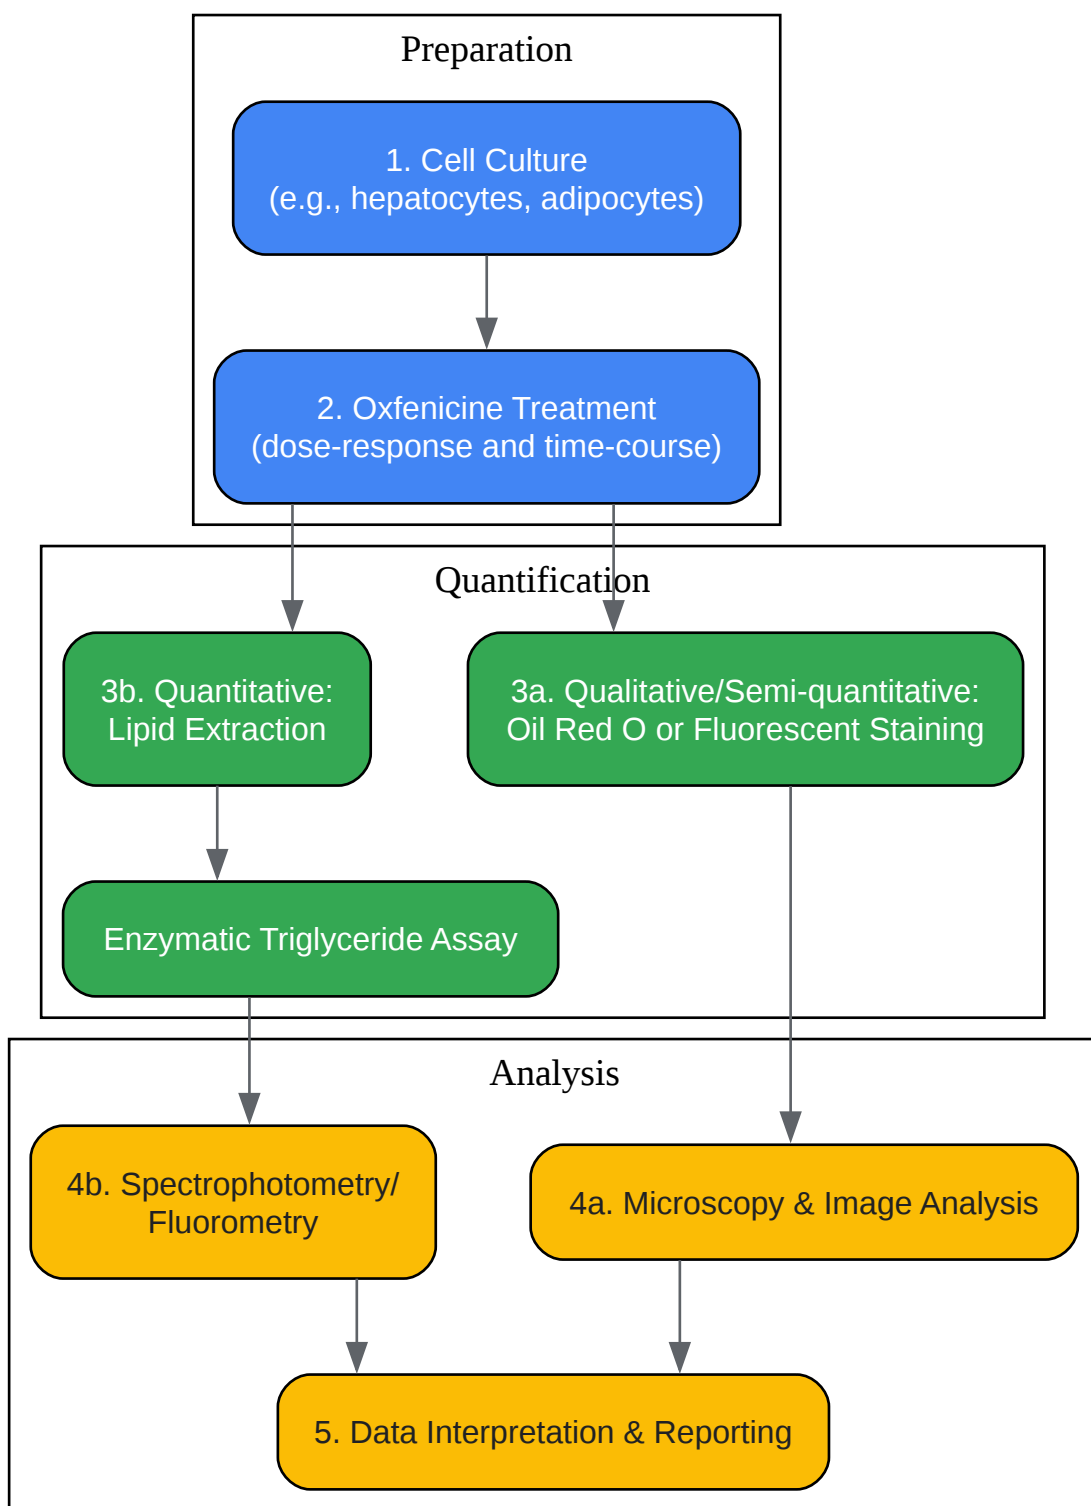 Preparation
1. Cell Culture
(e.g., hepatocytes, adipocytes)
2. Oxfenicine Treatment
(dose-response and time-course)
Quantification
3b. Quantitative:
Lipid Extraction
3a. Qualitative/Semi-quantitative:
Oil Red O or Fluorescent Staining
Enzymatic Triglyceride Assay
Analysis
4b. Spectrophotometry/
Fluorometry
4a. Microscopy & Image Analysis
5. Data Interpretation & Reporting